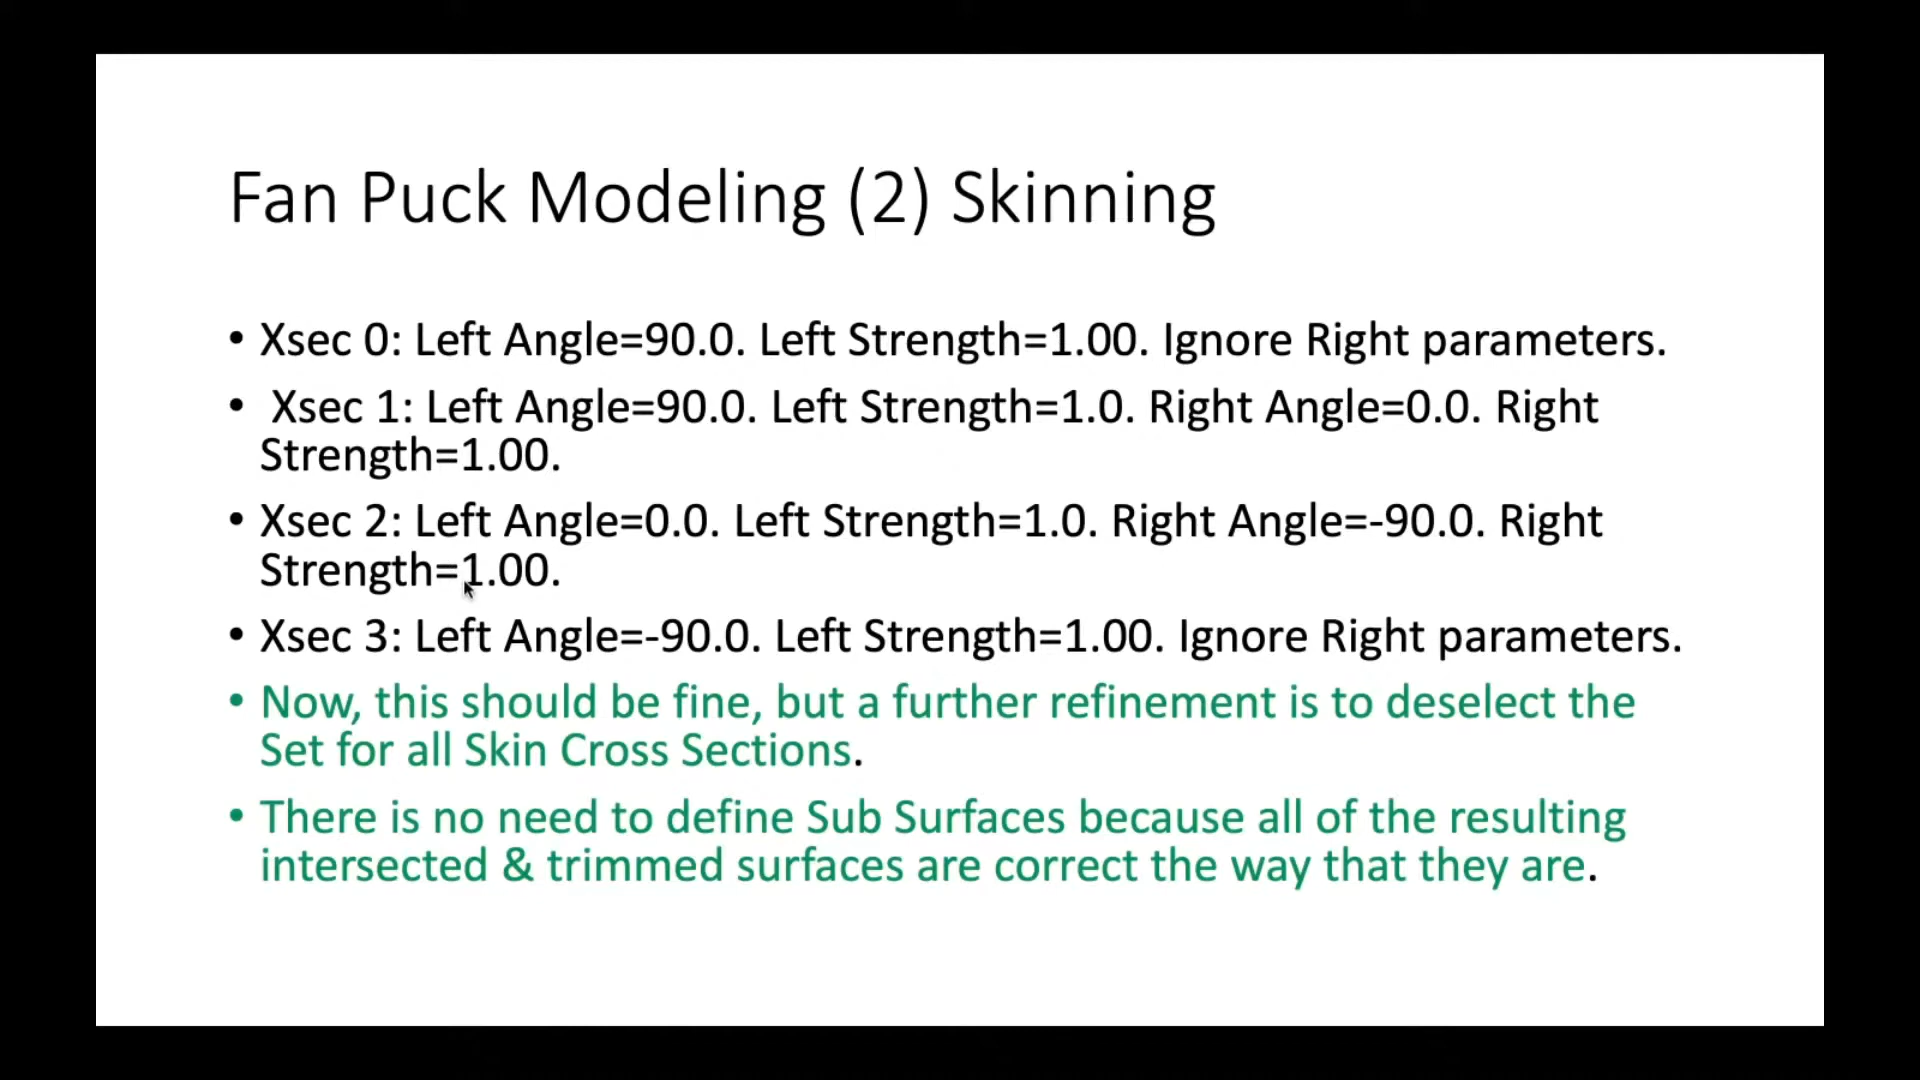 Fan Puck Modeling (2) Skinning
• Xsec 0: Left Angle=90.0. Left Strength=1.00. Ignore Right parameters.
• Xsec 1: Left Angle=90.0. Left Strength=1.0. Right Angle=0.0. Right
Strength=1.00.
• Xsec 2: Left Angle=0.0. Left Strength=1.0. Right Angle=-90.0. Right
Strength=1.00.
• Xsec 3: Left Angle=-90.0. Left Strength=1.00. Ignore Right parameters.
• Now, this should be fine, but a further refinement is to deselect the
Set for all Skin Cross Sections.
• There is no need to define Sub Surfaces because all of the resulting
intersected & trimmed surfaces are correct the way that they are.